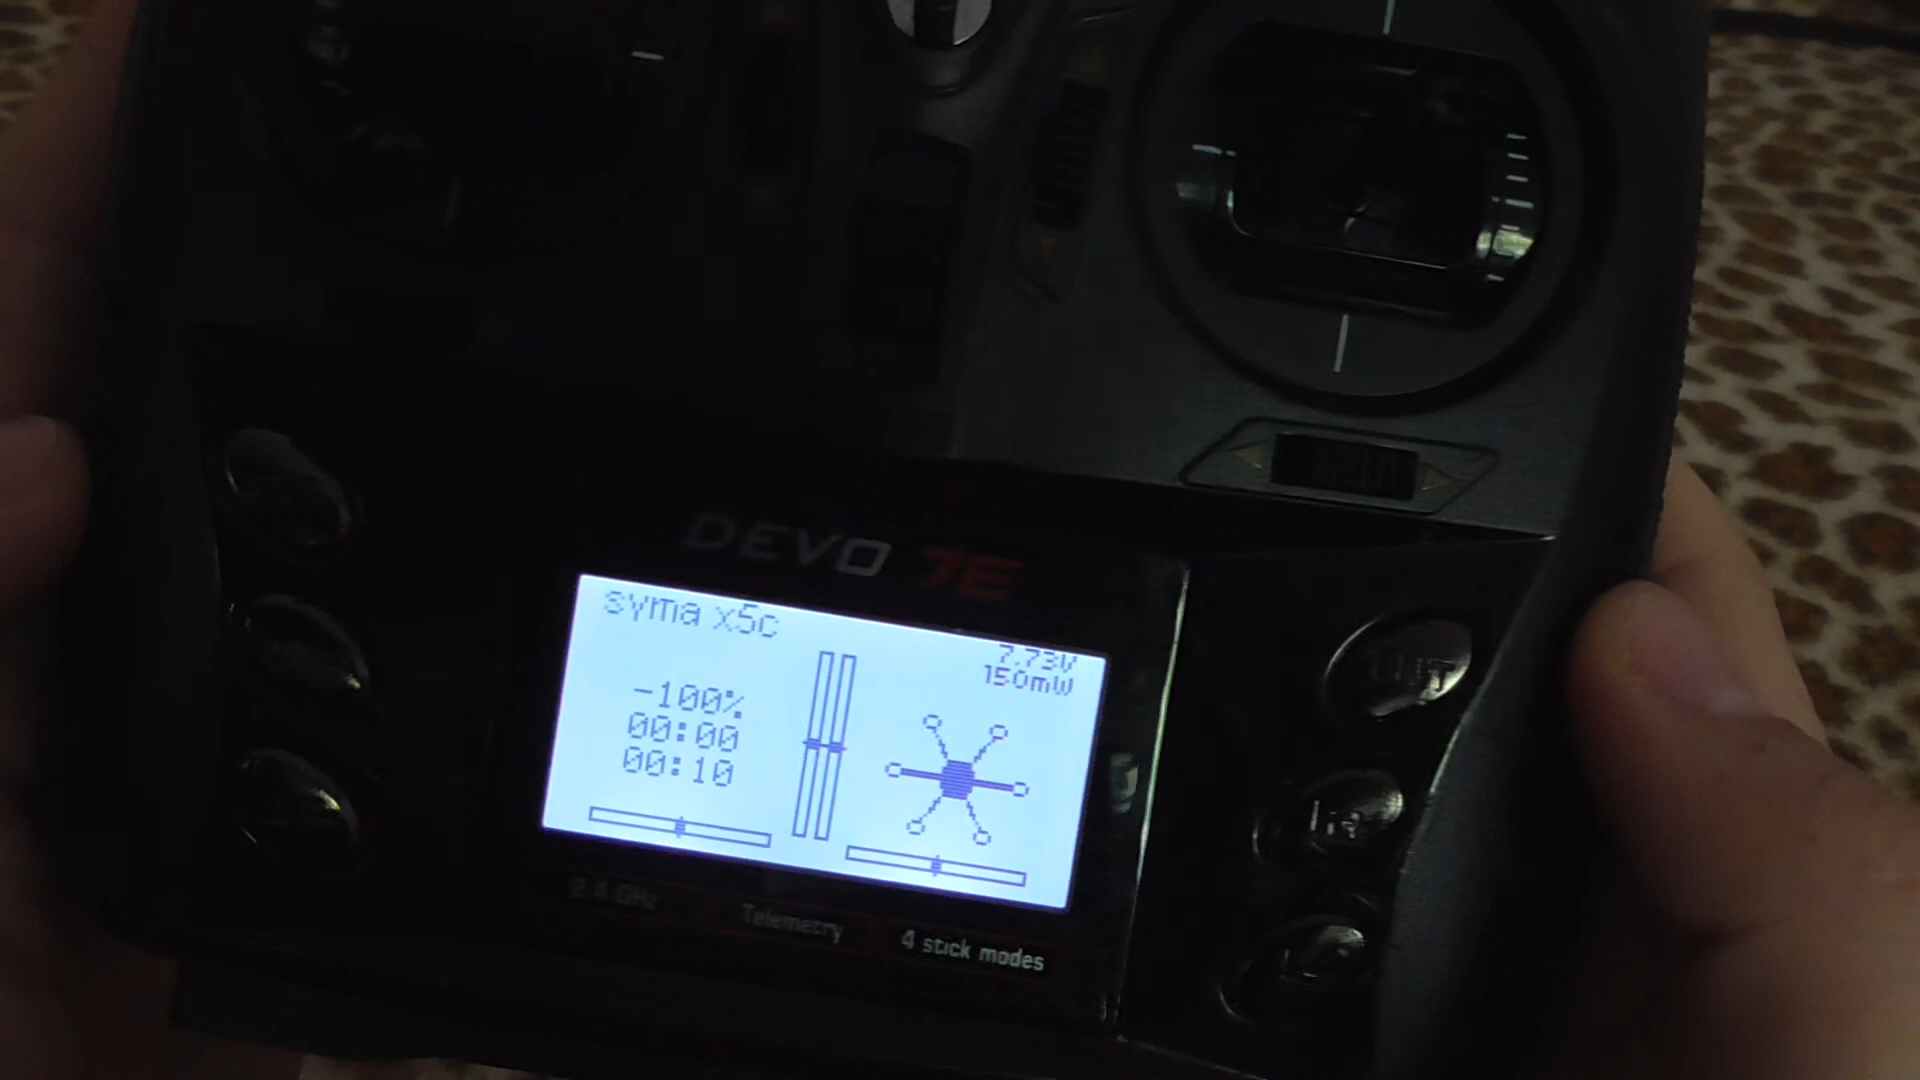 DEVO 7E
syma x5c
7.73V
150mW
-100%
00:00
00:10
2.4 GHz
Telemetry
4 stick modes
EXT